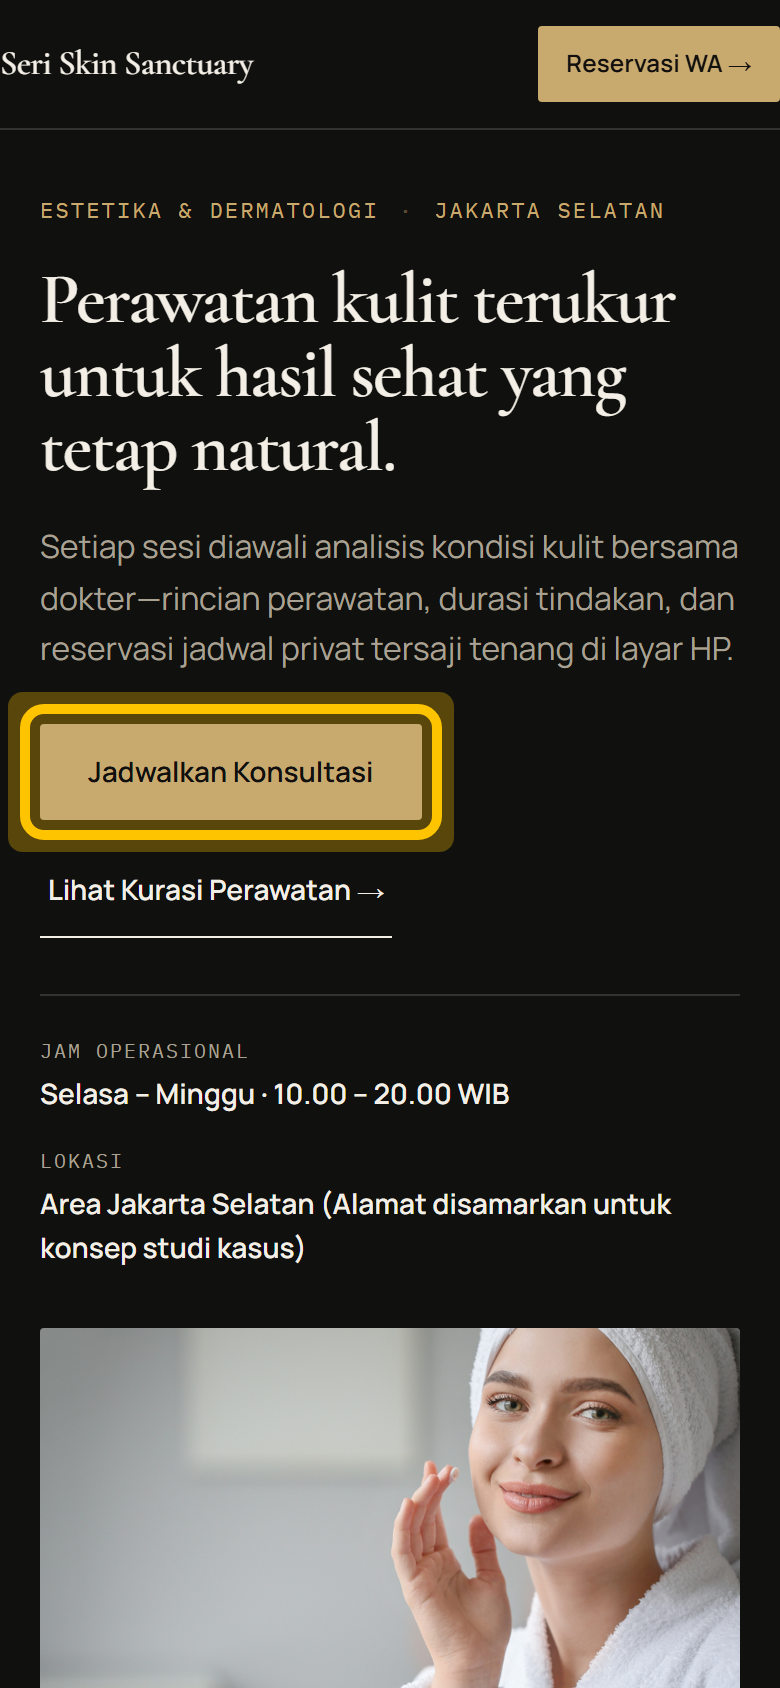 Seri Skin Sanctuary
Reservasi WA →
ESTETIKA & DERMATOLOGI · JAKARTA SELATAN
Perawatan kulit terukur
untuk hasil sehat yang
tetap natural.
Setiap sesi diawali analisis kondisi kulit bersama
dokter—rincian perawatan, durasi tindakan, dan
reservasi jadwal privat tersaji tenang di layar HP.
Jadwalkan Konsultasi
Lihat Kurasi Perawatan →
JAM OPERASIONAL
Selasa – Minggu · 10.00 – 20.00 WIB
LOKASI
Area Jakarta Selatan (Alamat disamarkan untuk
konsep studi kasus)